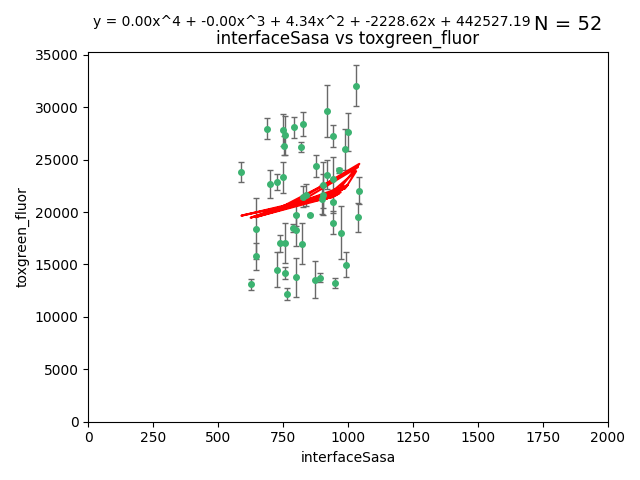 y = 0.00x^4 + -0.00x^3 + 4.34x^2 + -2228.62x + 442527.19 N = 52
interfaceSasa vs toxgreen_fluor
35000
30000
25000
20000
15000
10000
5000
0
toxgreen_fluor
0 250 500 750 1000 1250 1500 1750 2000
interfaceSasa